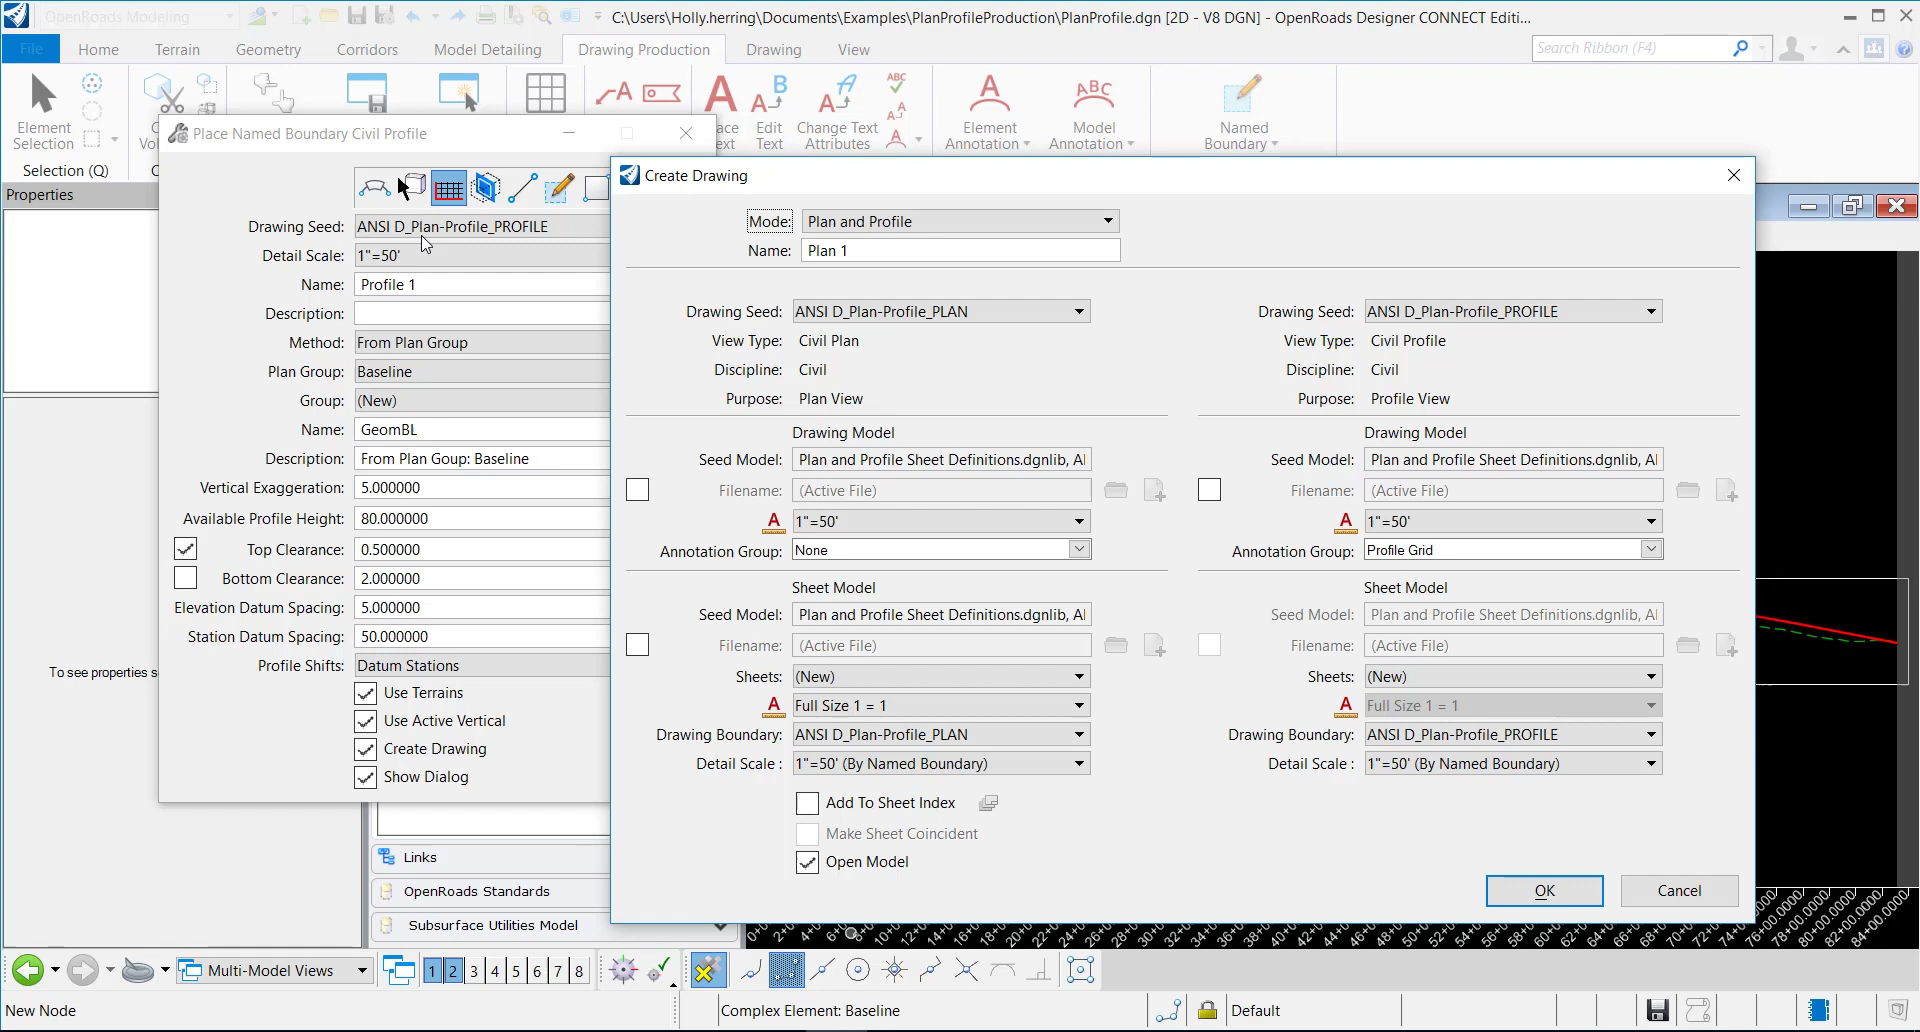 OpenRoads Modeling
C:\Users\Holly.herring\Documents\Examples\PlanProfileProduction\PlanProfile.dgn [2D - V8 DGN] - OpenRoads Designer CONNECT Editi...
File Home Terrain Geometry Corridors Model Detailing Drawing Production Drawing View
Search Ribbon (F4)
Element
Selection
Selection (Q)
Edit
Text
Change Text
Attributes
Element
Annotation
Model
Annotation
Named
Boundary
Properties
To see properties s
Place Named Boundary Civil Profile
Drawing Seed: ANSI D_Plan-Profile_PROFILE
Detail Scale: 1"=50'
Name: Profile 1
Description:
Method: From Plan Group
Plan Group: Baseline
Group: (New)
Name: GeomBL
Description: From Plan Goup: Baseline
Vertical Exaggeration: 5.000000
Available Profile Height: 80.000000
Top Clearance: 0.500000
Bottom Clearance: 2.000000
Elevation Datum Spacing: 5.000000
Station Datum Spacing: 50.000000
Profile Shifts: Datum Stations
Use Terrains
Use Active Vertical
Create Drawing
Show Dialog
Links
OpenRoads Standards
Subsurface Utilities Model
Create Drawing
Mode: Plan and Profile
Name: Plan 1
Drawing Seed: ANSI D_Plan-Profile_PLAN
View Type: Civil Plan
Discipline: Civil
Purpose: Plan View
Drawing Model
Seed Model: Plan and Profile Sheet Definitions.dgnlib, Al
Filename: (Active File)
1"=50'
Annotation Group: None
Sheet Model
Seed Model: Plan and Profile Sheet Definitions.dgnlib, Al
Filename: (Active File)
Sheets: (New)
Full Size 1 = 1
Drawing Boundary: ANSI D_Plan-Profile_PLAN
Detail Scale : 1"=50' (By Named Boundary)
Add To Sheet Index
Make Sheet Coincident
Open Model
Drawing Seed: ANSI D_Plan-Profile_PROFILE
View Type: Civil Profile
Discipline: Civil
Purpose: Profile View
Drawing Model
Seed Model: Plan and Profile Sheet Definitions.dgnlib, Al
Filename: (Active File)
1"=50'
Annotation Group: Profile Grid
Sheet Model
Seed Model: Plan and Profile Sheet Definitions.dgnlib, Al
Filename: (Active File)
Sheets: (New)
Full Size 1 = 1
Drawing Boundary: ANSI D_Plan-Profile_PROFILE
Detail Scale : 1"=50' (By Named Boundary)
OK Cancel
Multi-Model Views 1 2 3 4 5 6 7 8
New Node
Complex Element: Baseline
Default